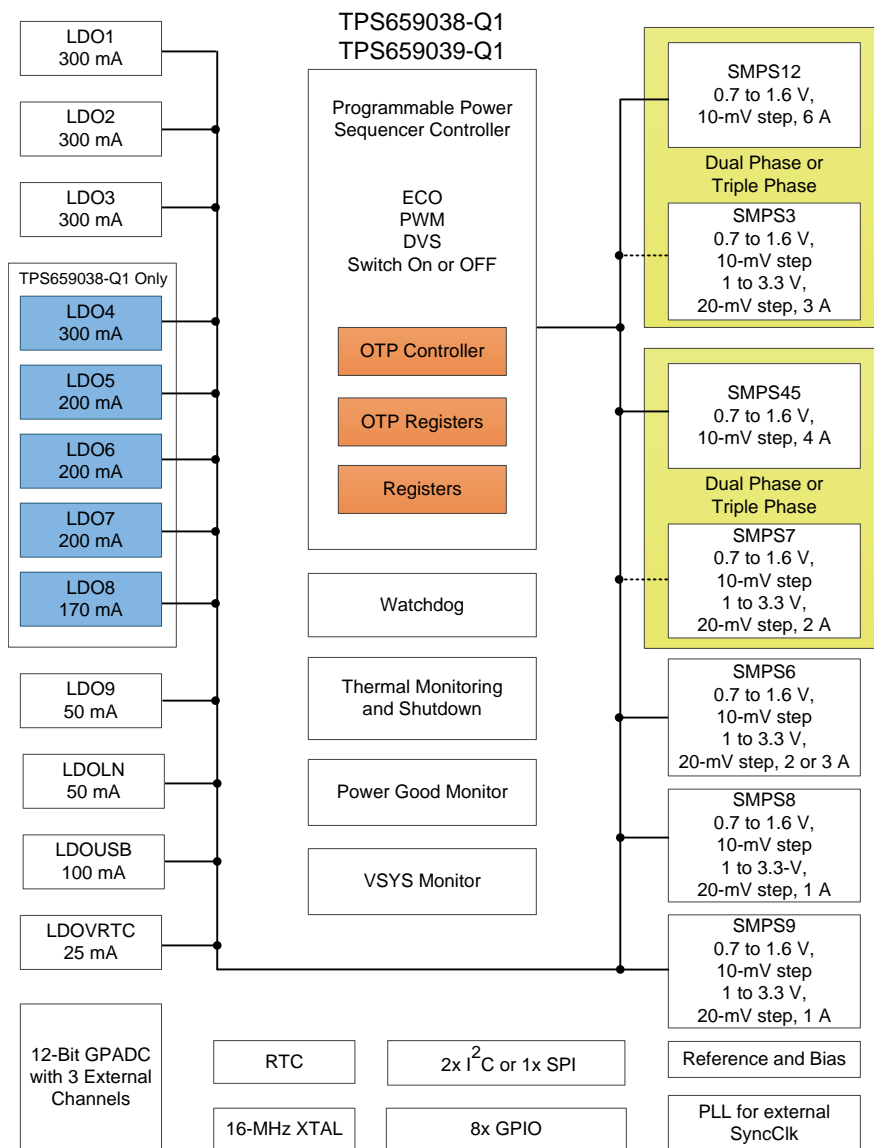 TPS659038-Q1
TPS659039-Q1
LDO1
300 mA
LDO2
300 mA
LDO3
300 mA
TPS659038-Q1 Only
LDO4
300 mA
LDO5
200 mA
LDO6
200 mA
LDO7
200 mA
LDO8
170 mA
LDO9
50 mA
LDOLN
50 mA
LDOUSB
100 mA
LDOVRTC
25 mA
12-Bit GPADC
with 3 External
Channels
Programmable Power
Sequencer Controller
ECO
PWM
DVS
Switch On or OFF
OTP Controller
OTP Registers
Registers
Watchdog
Thermal Monitoring
and Shutdown
Power Good Monitor
VSYS Monitor
RTC
2x I²C or 1x SPI
16-MHz XTAL
8x GPIO
SMPS12
0.7 to 1.6 V,
10-mV step, 6 A
Dual Phase or
Triple Phase
SMPS3
0.7 to 1.6 V,
10-mV step
1 to 3.3 V,
20-mV step, 3 A
SMPS45
0.7 to 1.6 V,
10-mV step, 4 A
Dual Phase or
Triple Phase
SMPS7
0.7 to 1.6 V,
10-mV step
1 to 3.3 V,
20-mV step, 2 A
SMPS6
0.7 to 1.6 V,
10-mV step
1 to 3.3 V,
20-mV step, 2 or 3 A
SMPS8
0.7 to 1.6 V,
10-mV step
1 to 3.3-V,
20-mV step, 1 A
SMPS9
0.7 to 1.6 V,
10-mV step
1 to 3.3 V,
20-mV step, 1 A
Reference and Bias
PLL for external
SyncClk